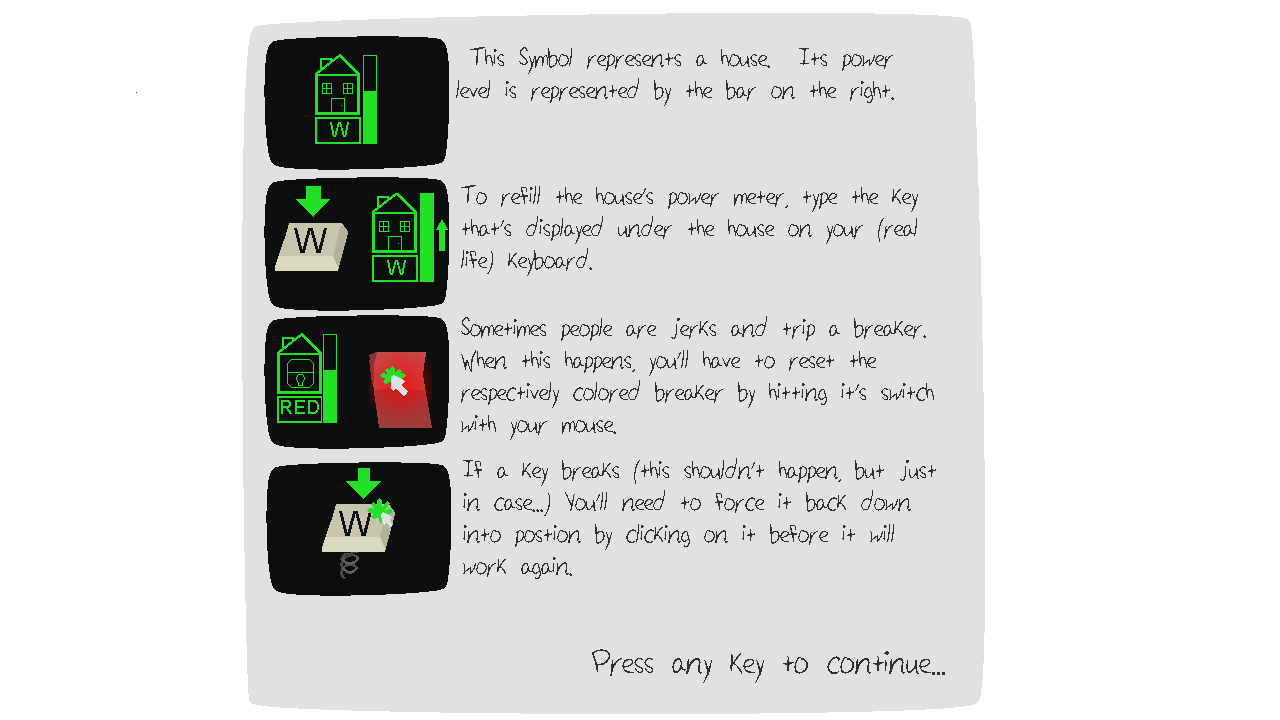 This Symbol represents a house. Its power
level is represented by the bar on the right.
W
To refill the house's power meter, type the key
that's displayed under the house on your (real
life) keyboard.
W
W
Sometimes people are jerks and trip a breaker.
When this happens, you'll have to reset the
respectively colored breaker by hitting it's switch
with your mouse.
RED
If a key breaks (this shouldn't happen, but just
in case...) You'll need to force it back down
into postion by clicking on it before it will
work again.
W
Press any key to continue...